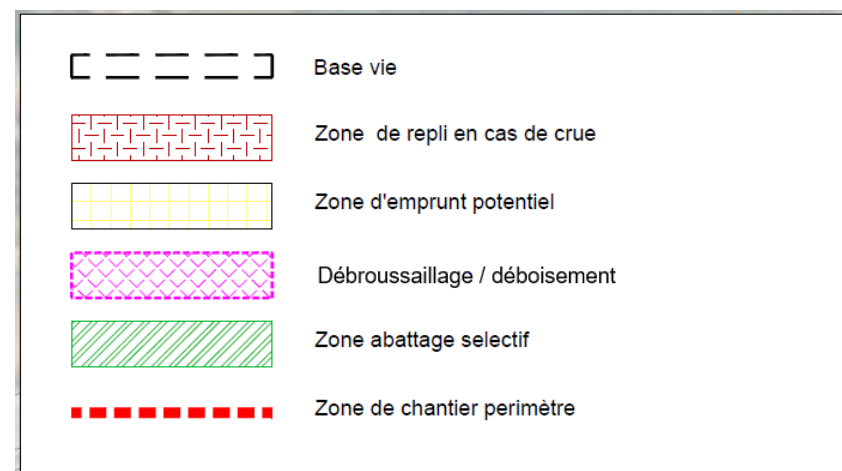 Base vie
Zone de repli en cas de crue
Zone d'emprunt potentiel
Débroussaillage / déboisement
Zone abattage selectif
Zone de chantier perimètre